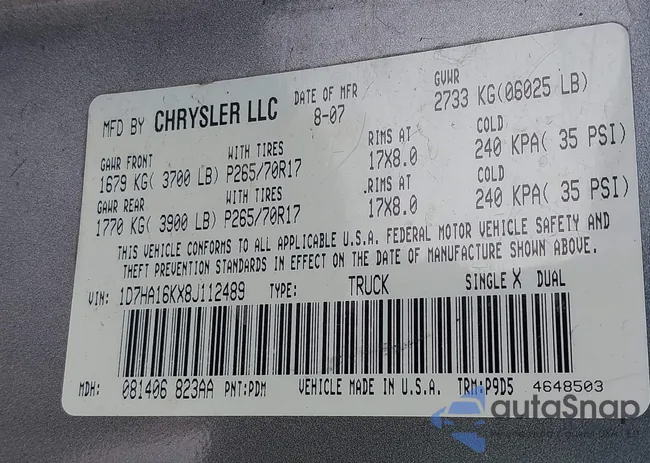 MFD BY CHRYSLER LLC DATE OF MFR 8-07 GVWR 2733 KG(06025 LB)
GAWR FRONT WITH TIRES RIMS AT COLD
1679 KG( 3700 LB) P265/70R17 17X8.0 240 KPA( 35 PSI)
GAWR REAR WITH TIRES .RIMS AT COLD
1770 KG( 3900 LB) P265/70R17 17X8.0 240 KPA( 35 PSI)
THIS VEHICLE CONFORMS TO ALL APPLICABLE U.S.A. FEDERAL MOTOR VEHICLE SAFETY AND
THEFT PREVENTION STANDARDS IN EFFECT ON THE DATE OF MANUFACTURE SHOWN ABOVE.
VIN: 1D7HA16KX8J112489 TYPE: TRUCK SINGLE X DUAL
MDH: 081406 823AA PNT:PDM VEHICLE MADE IN U.S.A. TRM:P9D5 4648503
autaSnap